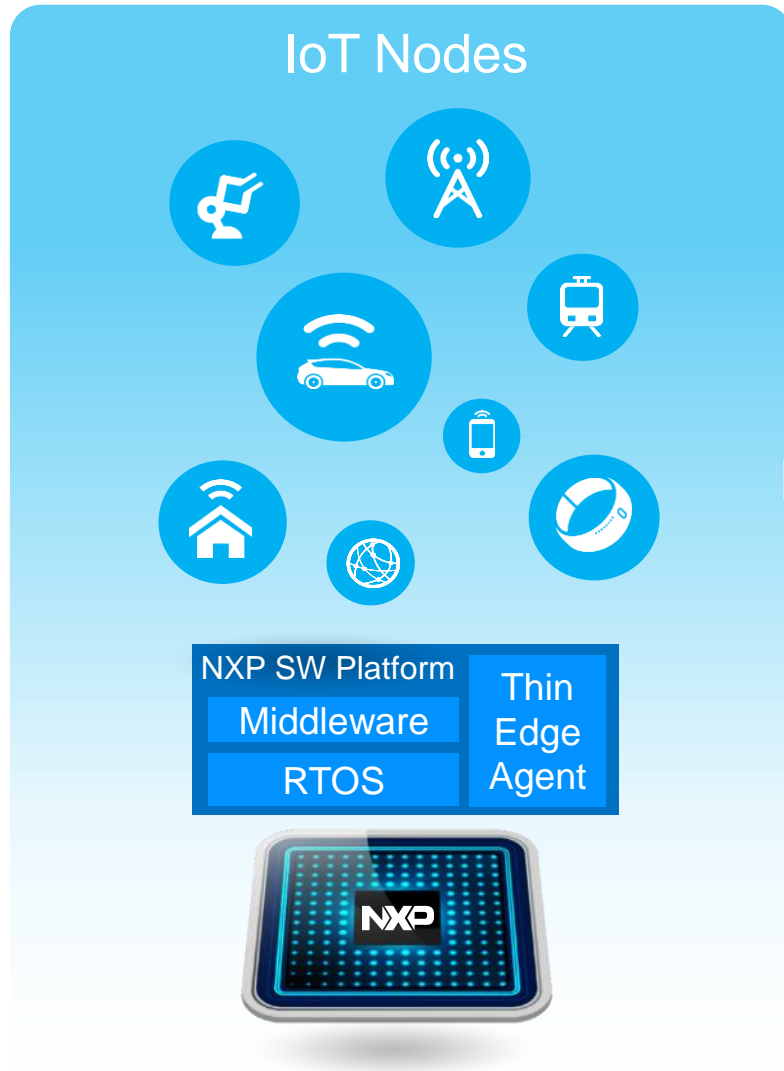 IoT Nodes
NXP SW Platform
Middleware
RTOS
Thin
Edge
Agent
NXP